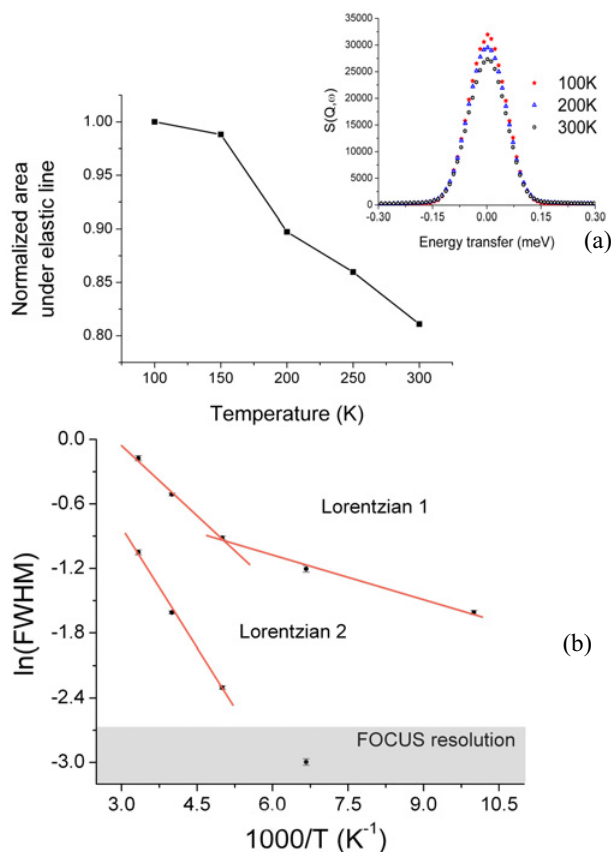 35000
30000
25000
20000
15000
10000
5000
0
S(Q,ω)
-0.30 -0.15 0.00 0.15 0.30
Energy transfer (meV)
100K
200K
300K
(a)
1.00
0.95
0.90
0.85
0.80
Normalized area
under elastic line
100 150 200 250 300
Temperature (K)
0.0
-0.6
-1.2
-1.8
-2.4
-3.0
ln(FWHM)
Lorentzian 1
Lorentzian 2
(b)
FOCUS resolution
3.0 4.5 6.0 7.5 9.0 10.5
1000/T (K⁻¹)